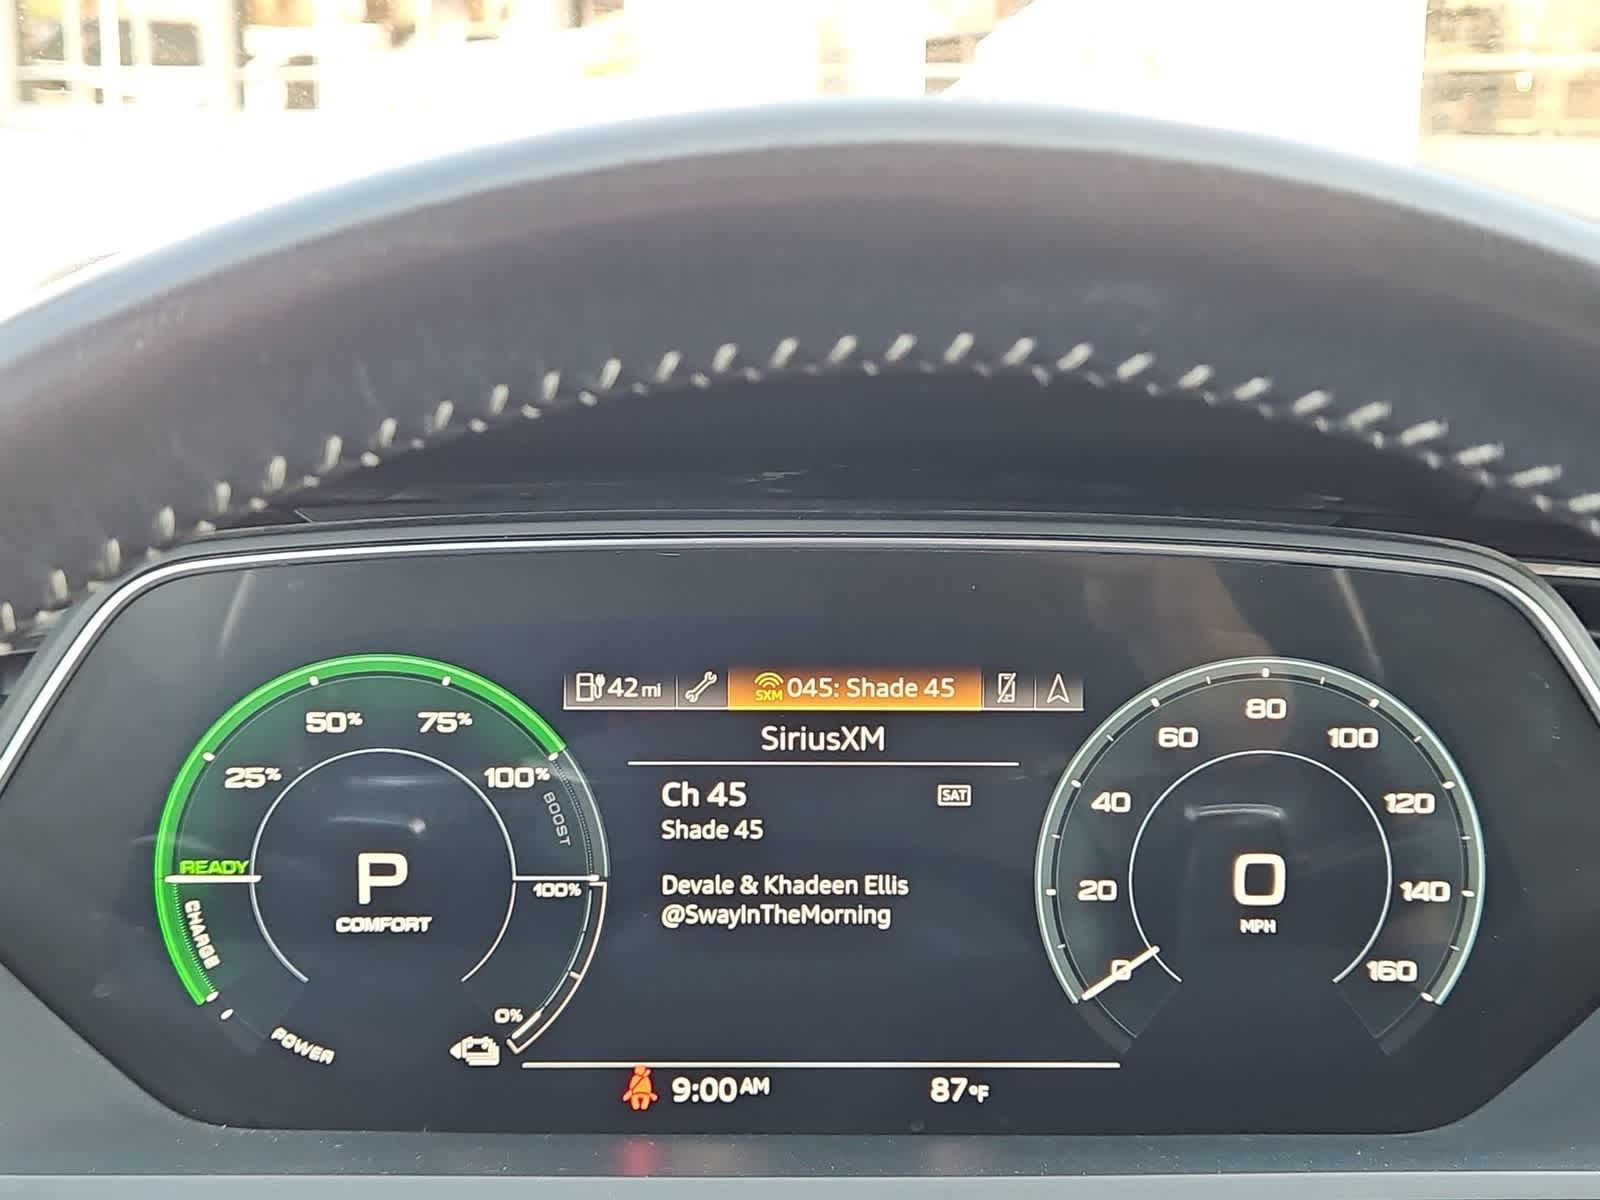 42 mi
SXM 045: Shade 45
SiriusXM
Ch 45
SAT
Shade 45
Devale & Khadeen Ellis
@SwayInTheMorning
25%
50%
75%
100%
BOOST
READY
CHARGE
POWER
P
COMFORT
100%
0%
0
20
40
60
80
100
120
140
160
0
MPH
9:00 AM
87°F